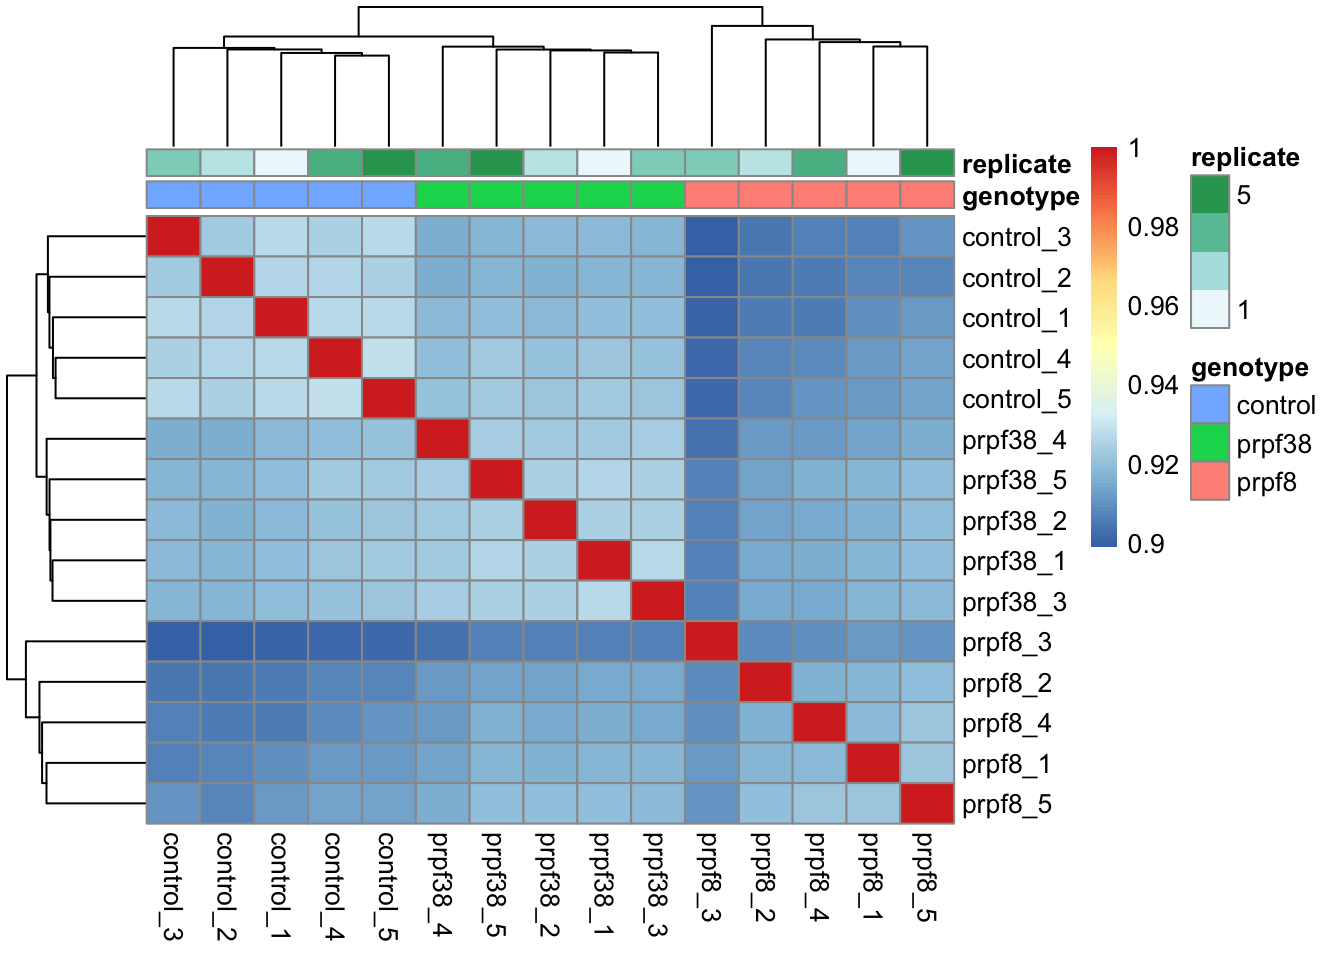 replicate
genotype
control_3
control_2
control_1
control_4
control_5
prpf38_4
prpf38_5
prpf38_2
prpf38_1
prpf38_3
prpf8_3
prpf8_2
prpf8_4
prpf8_1
prpf8_5
control_3
control_2
control_1
control_4
control_5
prpf38_4
prpf38_5
prpf38_2
prpf38_1
prpf38_3
prpf8_3
prpf8_2
prpf8_4
prpf8_1
prpf8_5
1
0.98
0.96
0.94
0.92
0.9
replicate
5
1
genotype
control
prpf38
prpf8